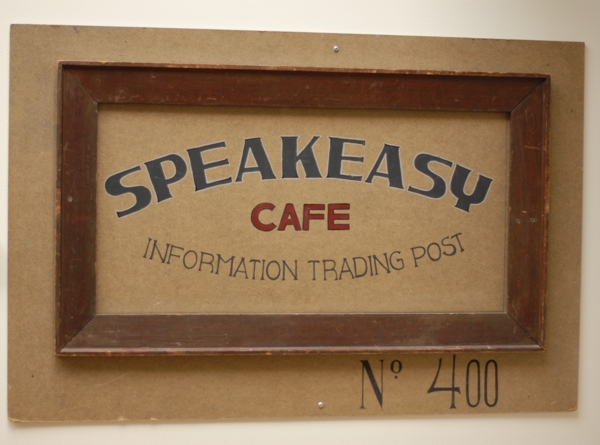 SPEAKEASY
CAFE
INFORMATION TRADING POST
Nº 400